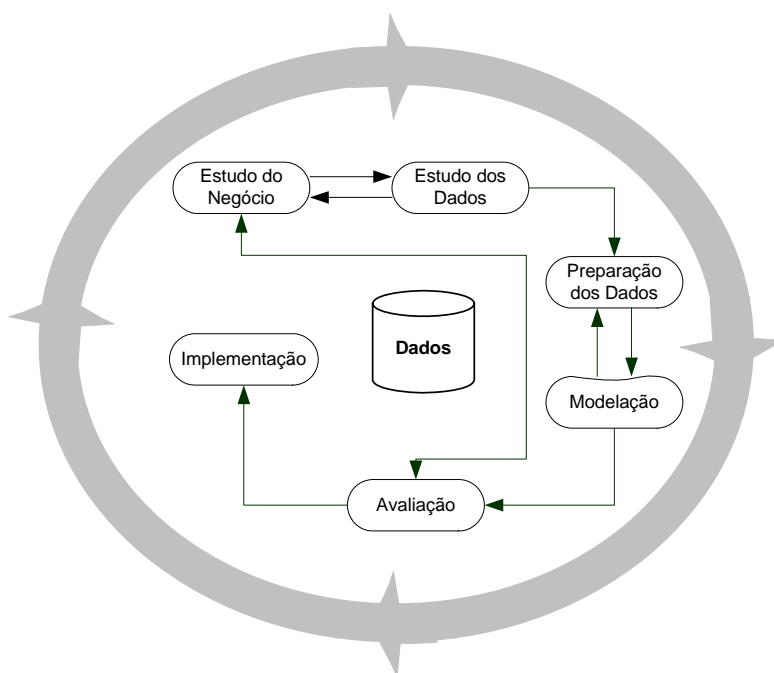 Estudo do
Negócio
Estudo dos
Dados
Preparação
dos Dados
Dados
Implementação
Modelação
Avaliação